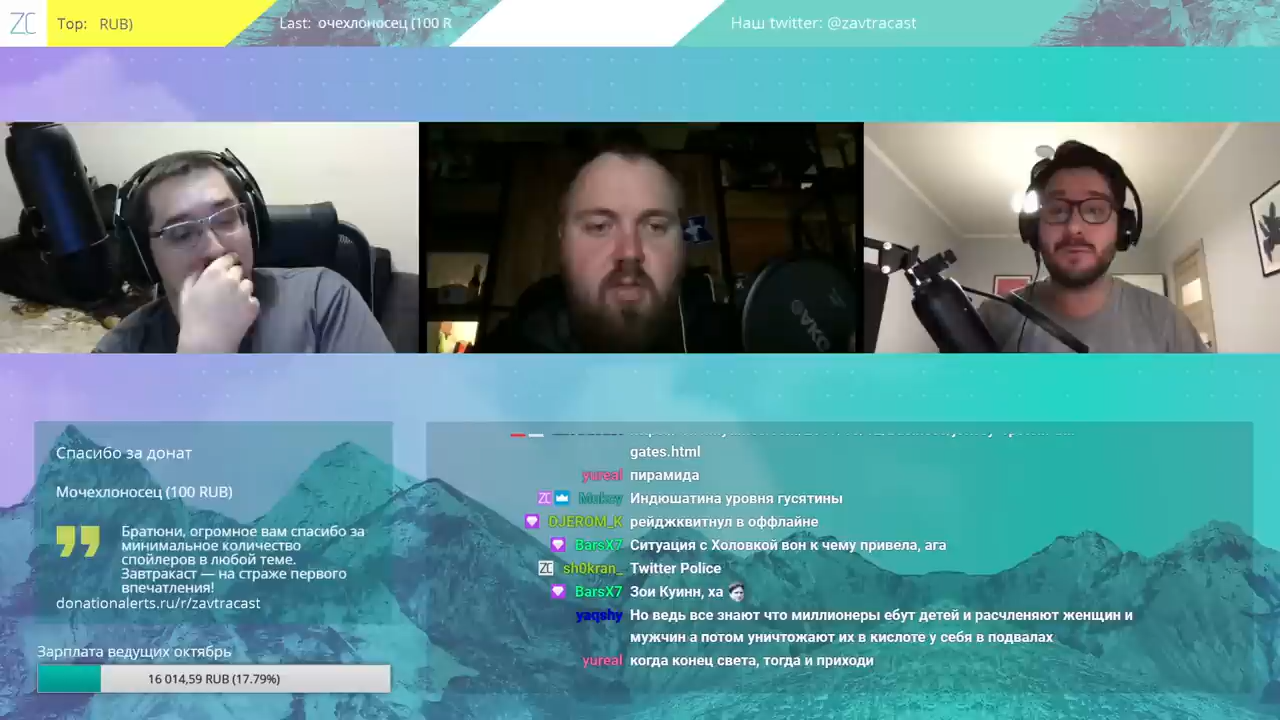 ZC
Top: RUB)
Last: очехлоносец (100 R
Наш twitter: @zavtracast
Спасибо за донат
Мочехлоносец (100 RUB)
Братюни, огромное вам спасибо за
минимальное количество
спойлеров в любой теме.
Завтракаст — на страже первого
впечатления!
donationalerts.ru/r/zavtracast
Зарплата ведущих октябрь
16 014,59 RUB (17.79%)
gates.html
yureal пирамида
ZC Индюшатина уровня гусятины
DJEROM_K рейджквитнул в оффлайне
BarsX7 Ситуация с Холовкой вон к чему привела, ага
ZC sh0kran_ Twitter Police
BarsX7 Зои Куинн, ха
yaqshy Но ведь все знают что миллионеры ебут детей и расчленяют женщин и
мужчин а потом уничтожают их в кислоте у себя в подвалах
yureal когда конец света, тогда и приходи